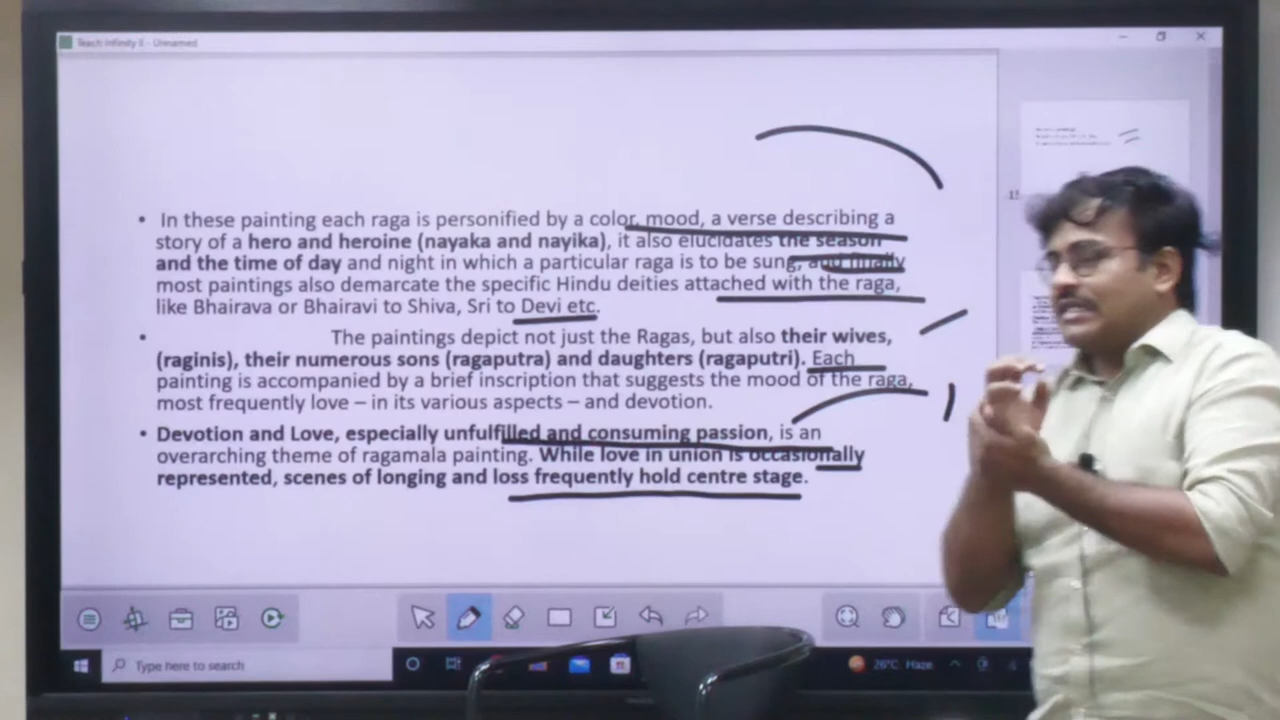 Teach Infinity - Unnamed
• In these painting each raga is personified by a color, mood, a verse describing a
story of a hero and heroine (nayaka and nayika), it also elucidates the season
and the time of day and night in which a particular raga is to be sung, and finally
most paintings also demarcate the specific Hindu deities attached with the raga,
like Bhairava or Bhairavi to Shiva, Sri to Devi etc.
• The paintings depict not just the Ragas, but also their wives,
(raginis), their numerous sons (ragaputra) and daughters (ragaputri). Each
painting is accompanied by a brief inscription that suggests the mood of the raga,
most frequently love – in its various aspects – and devotion.
• Devotion and Love, especially unfulfilled and consuming passion, is an
overarching theme of ragamala painting. While love in union is occasionally
represented, scenes of longing and loss frequently hold centre stage.
Type here to search
26°C Haze